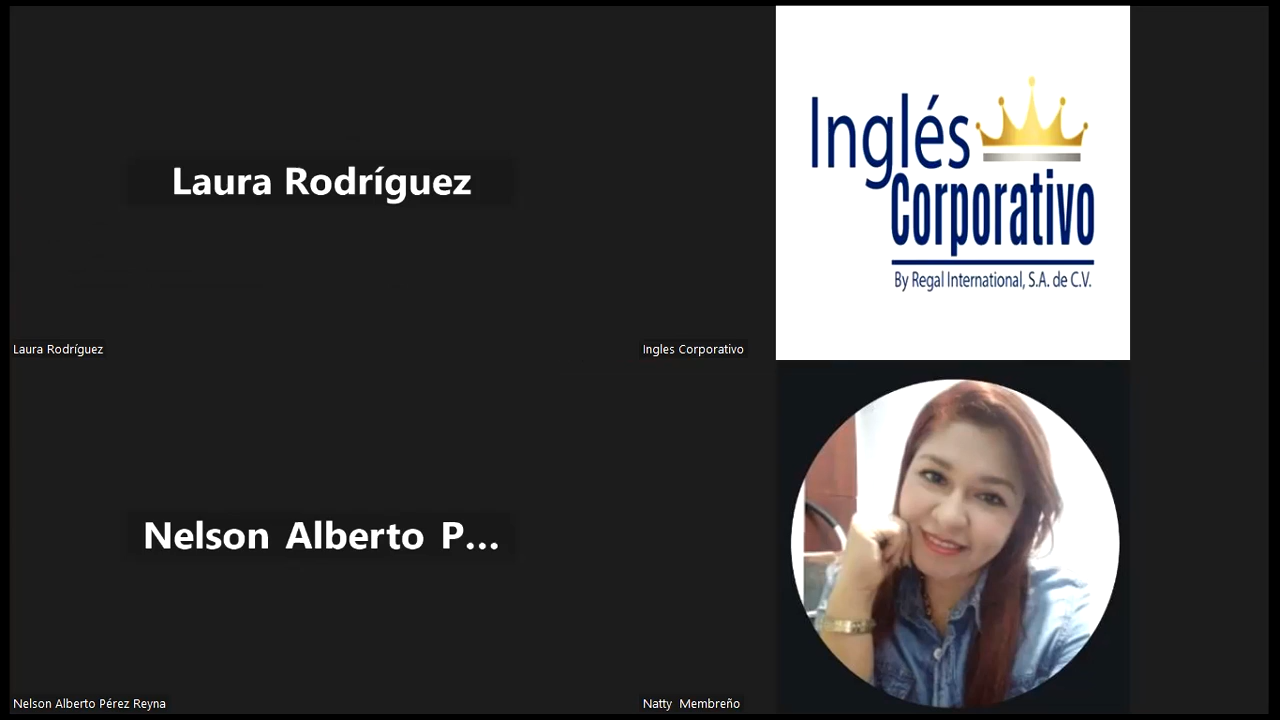 Laura Rodríguez
Laura Rodríguez
Inglés
Corporativo
By Regal International, S.A. de C.V.
Ingles Corporativo
Nelson Alberto P...
Nelson Alberto Pérez Reyna
Natty Membreño